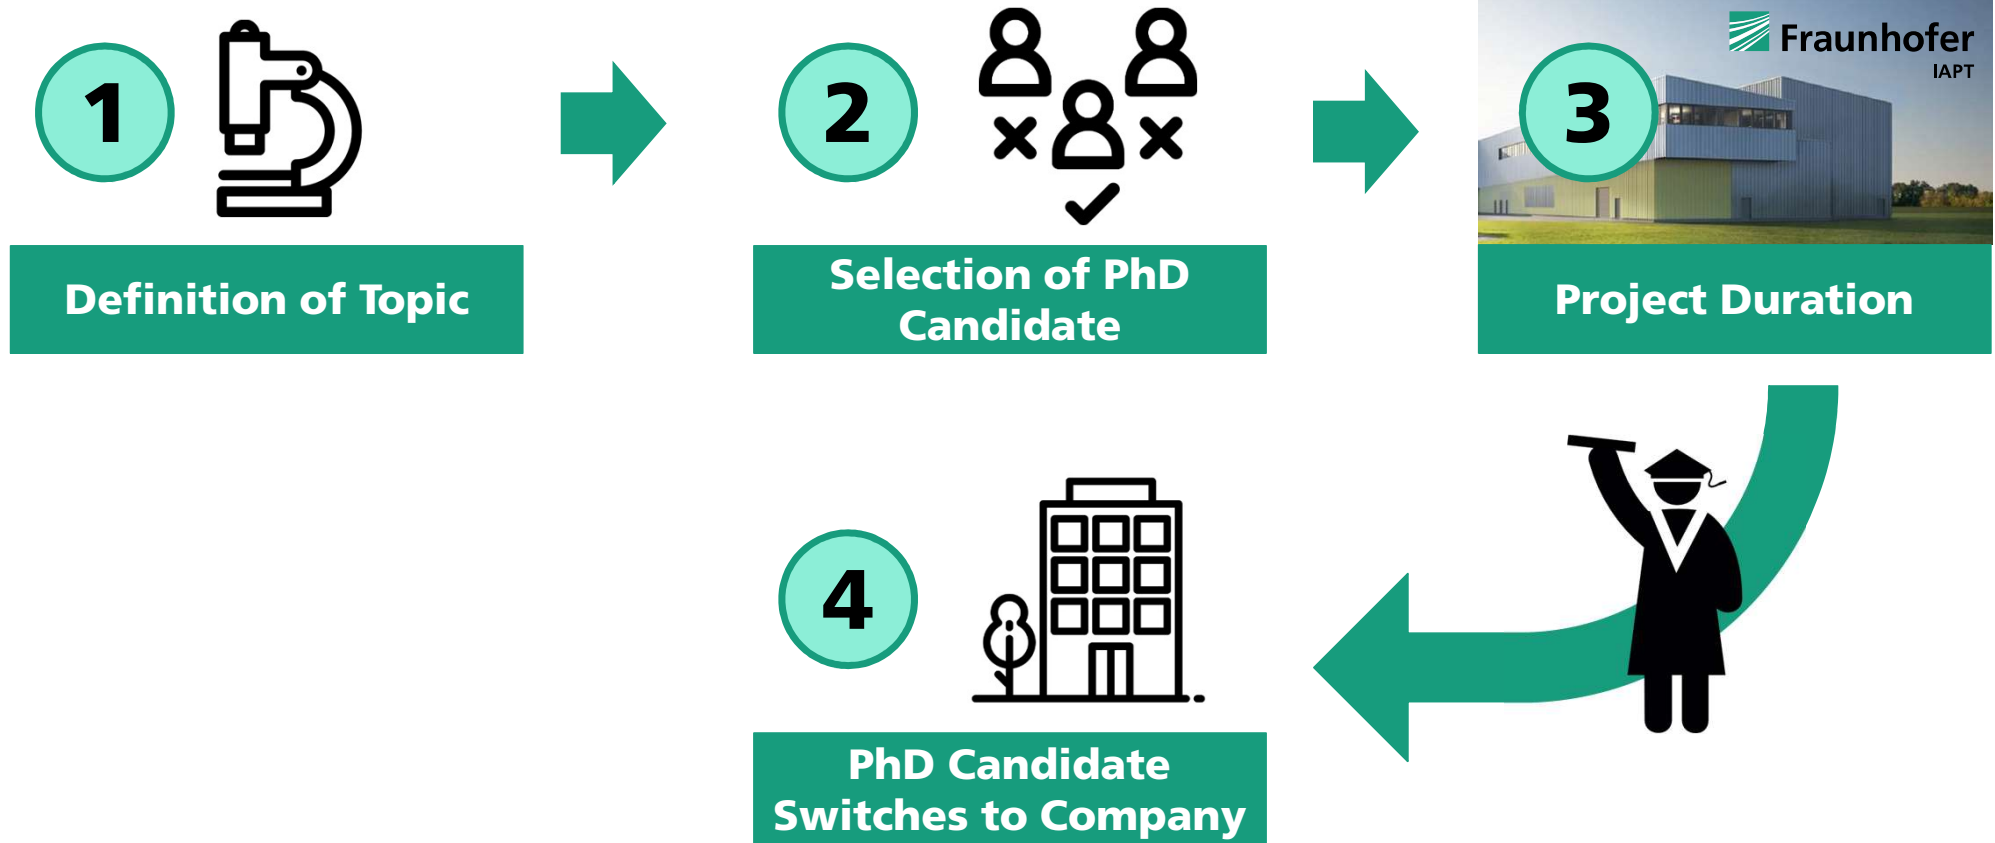 1
Definition of Topic
2
Selection of PhD
Candidate
Fraunhofer
IAPT
3
Project Duration
4
PhD Candidate
Switches to Company